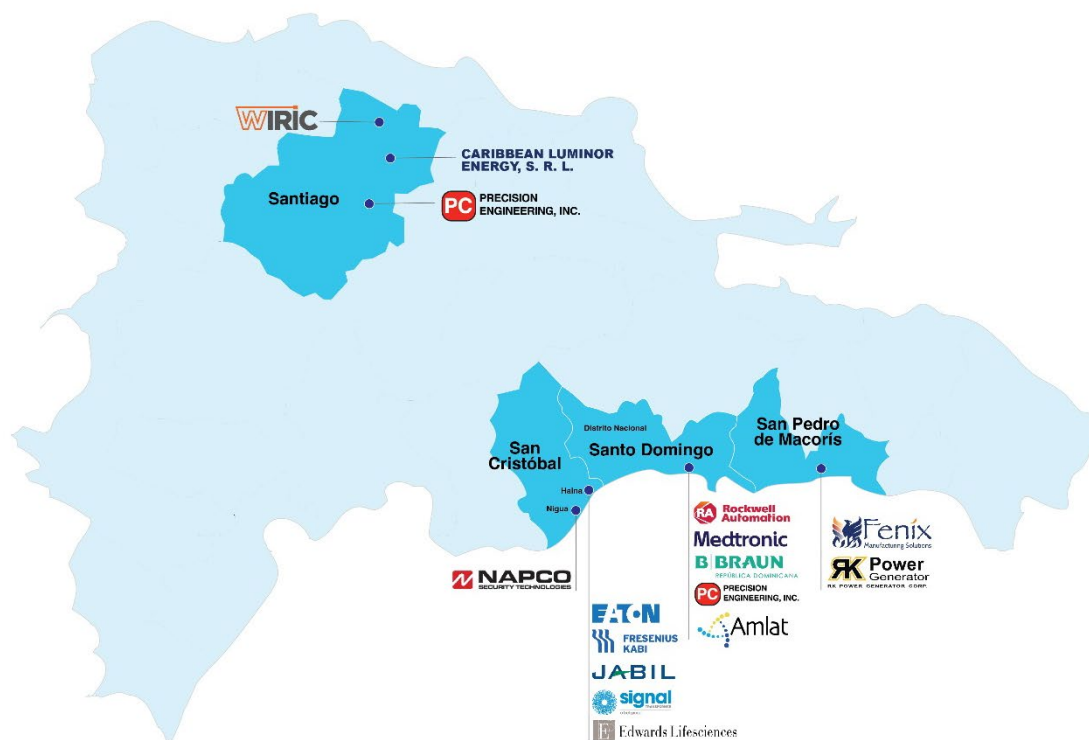 WIRIC
CARIBBEAN LUMINOR
ENERGY, S. R. L.
Santiago
PC PRECISION
ENGINEERING, INC.
Distrito Nacional
San Pedro
de Macorís
San
Cristóbal
Santo Domingo
Haina
Nigua
NAPCO
SECURITY TECHNOLOGIES
RA Rockwell
Automation
Medtronic
B|BRAUN
REPÚBLICA DOMINICANA
PC PRECISION
ENGINEERING, INC.
Amlat
Fenix
Manufacturing Solutions
RK Power
Generator
RK POWER GENERATOR CORP.
EATON
FRESENIUS
KABI
JABIL
signal
E Edwards Lifesciences